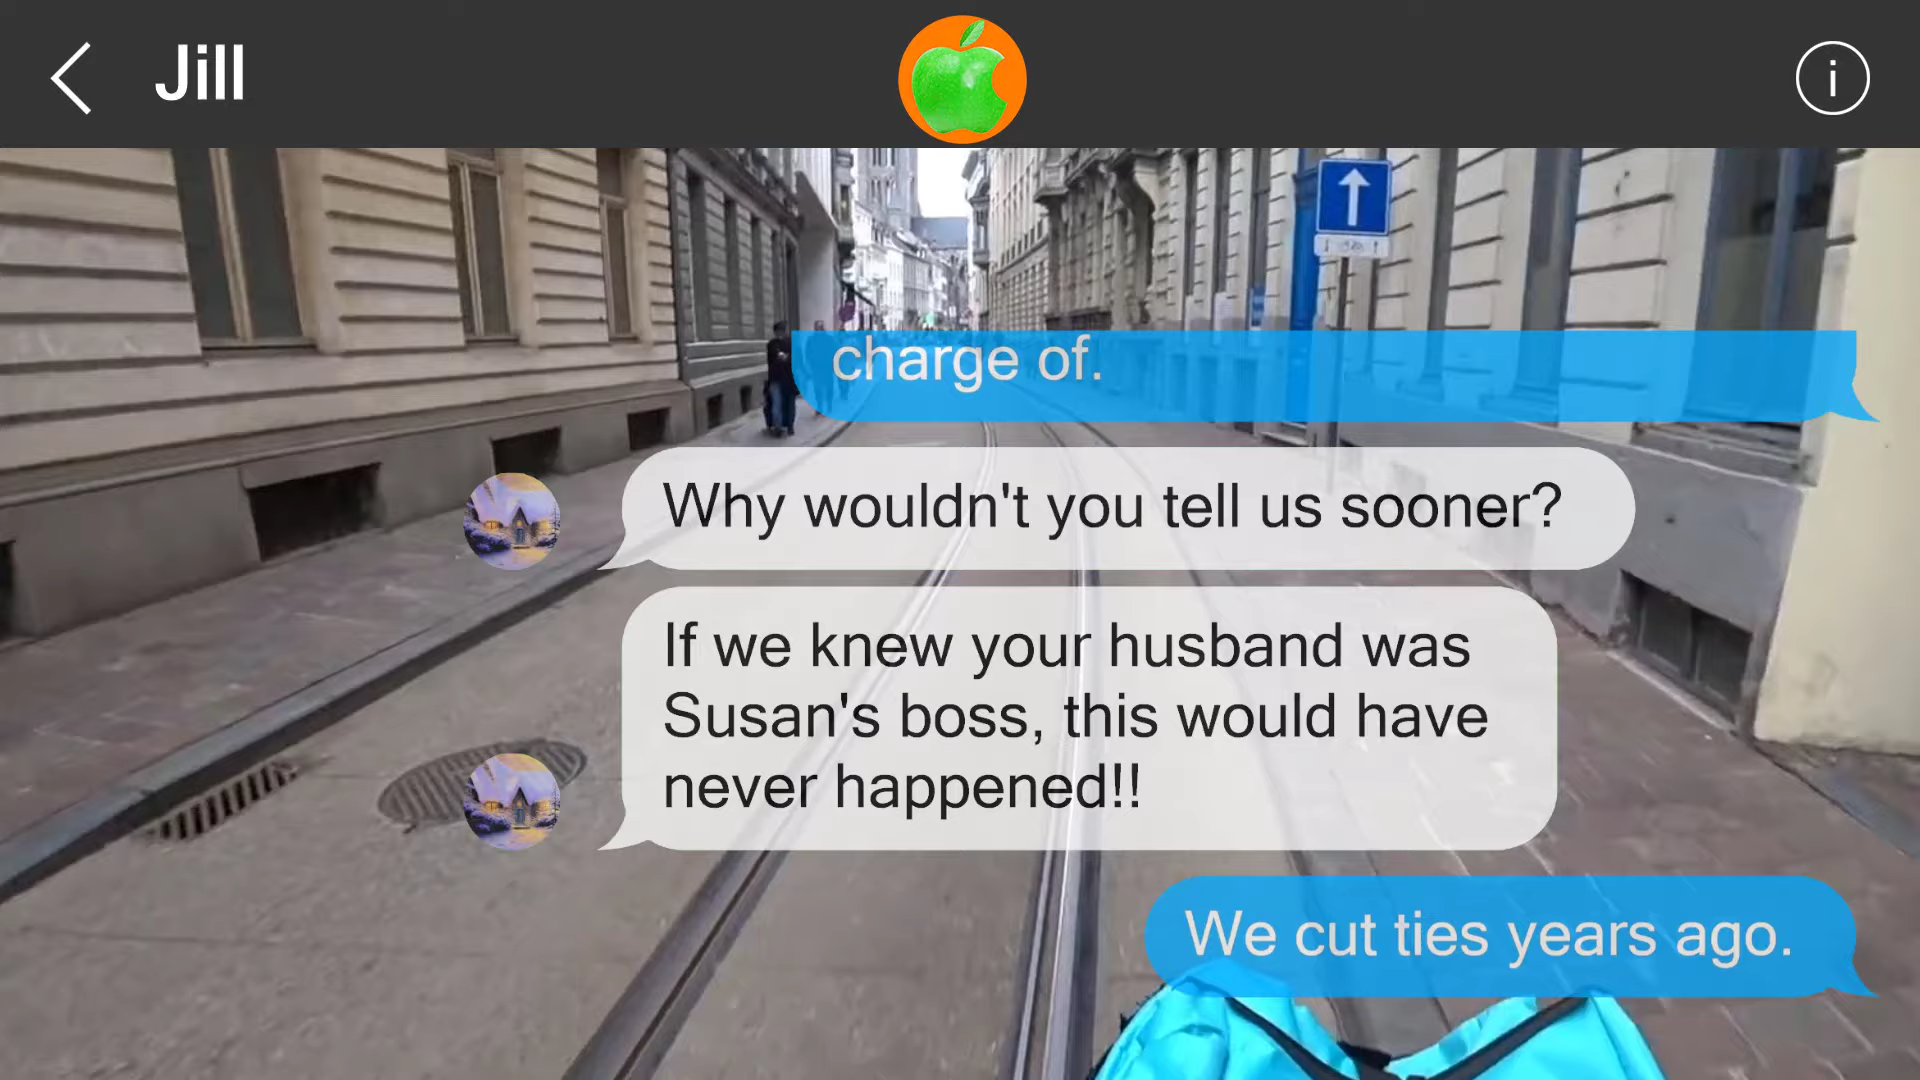 Jill
i
charge of.
Why wouldn't you tell us sooner?
If we knew your husband was
Susan's boss, this would have
never happened!!
We cut ties years ago.